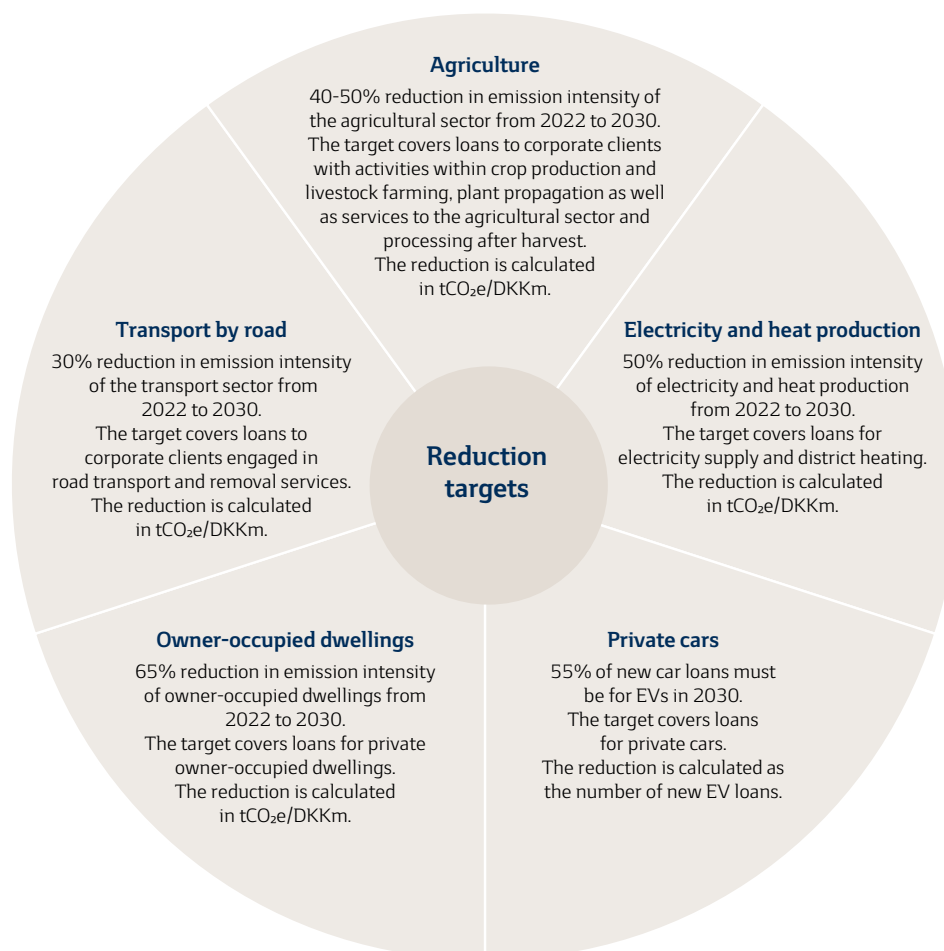 Agriculture
40-50% reduction in emission intensity of
the agricultural sector from 2022 to 2030.
The target covers loans to corporate clients
with activities within crop production and
livestock farming, plant propagation as well
as services to the agricultural sector and
processing after harvest.
The reduction is calculated
in tCO₂e/DKKm.
Transport by road
30% reduction in emission intensity
of the transport sector from
2022 to 2030.
The target covers loans to
corporate clients engaged in
road transport and removal services.
The reduction is calculated
in tCO₂e/DKKm.
Electricity and heat production
50% reduction in emission intensity
of electricity and heat production
from 2022 to 2030.
The target covers loans for
electricity supply and district heating.
The reduction is calculated
in tCO₂e/DKKm.
Reduction
targets
Owner-occupied dwellings
65% reduction in emission intensity
of owner-occupied dwellings from
2022 to 2030.
The target covers loans for private
owner-occupied dwellings.
The reduction is calculated
in tCO₂e/DKKm.
Private cars
55% of new car loans must
be for EVs in 2030.
The target covers loans
for private cars.
The reduction is calculated as
the number of new EV loans.